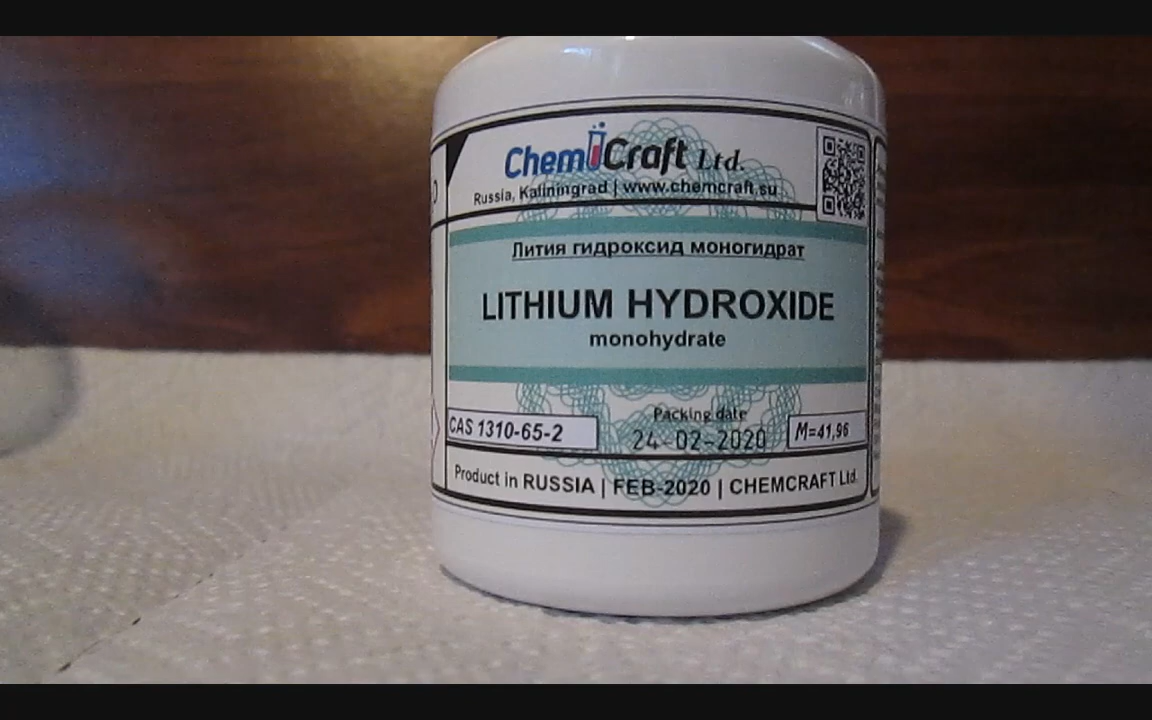 ChemCraft Ltd.
Russia, Kaliningrad | www.chemcraft.su
Лития гидроксид моногидрат
LITHIUM HYDROXIDE
monohydrate
Packing date
CAS 1310-65-2
24-02-2020
M=41,96
Product in RUSSIA | FEB-2020 | CHEMCRAFT Ltd.